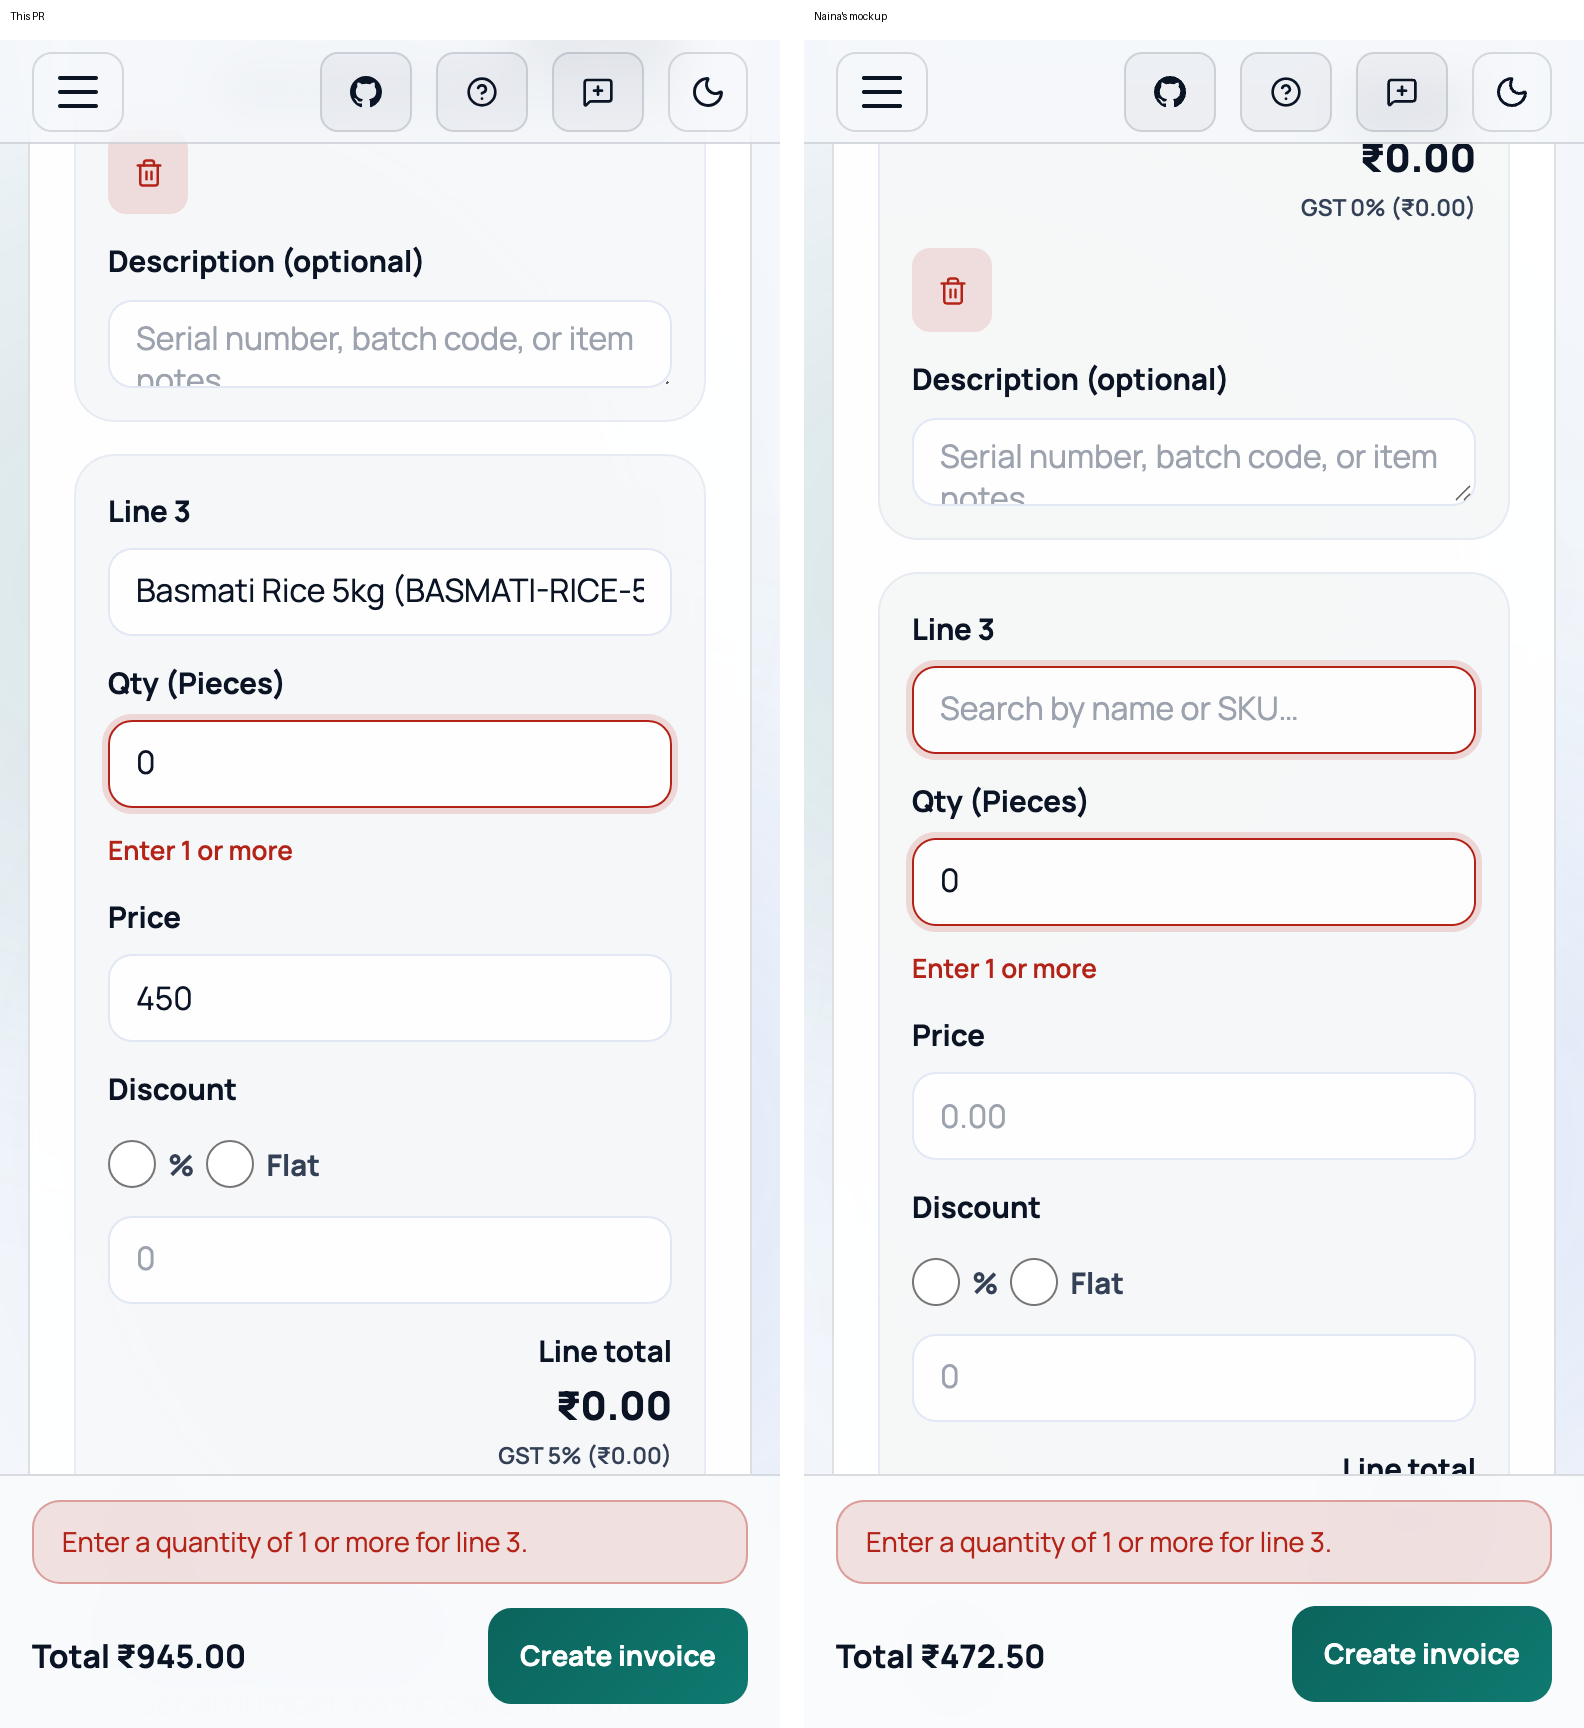 This PR
Description (optional)
Serial number, batch code, or item
notes
Line 3
Basmati Rice 5kg (BASMATI-RICE-5
Qty (Pieces)
0
Enter 1 or more
Price
450
Discount
% Flat
0
Line total
₹0.00
GST 5% (₹0.00)
Enter a quantity of 1 or more for line 3.
Total ₹945.00
Create invoice
Naina's mockup
₹0.00
GST 0% (₹0.00)
Description (optional)
Serial number, batch code, or item
notes
Line 3
Search by name or SKU...
Qty (Pieces)
0
Enter 1 or more
Price
0.00
Discount
% Flat
0
Line total
Enter a quantity of 1 or more for line 3.
Total ₹472.50
Create invoice